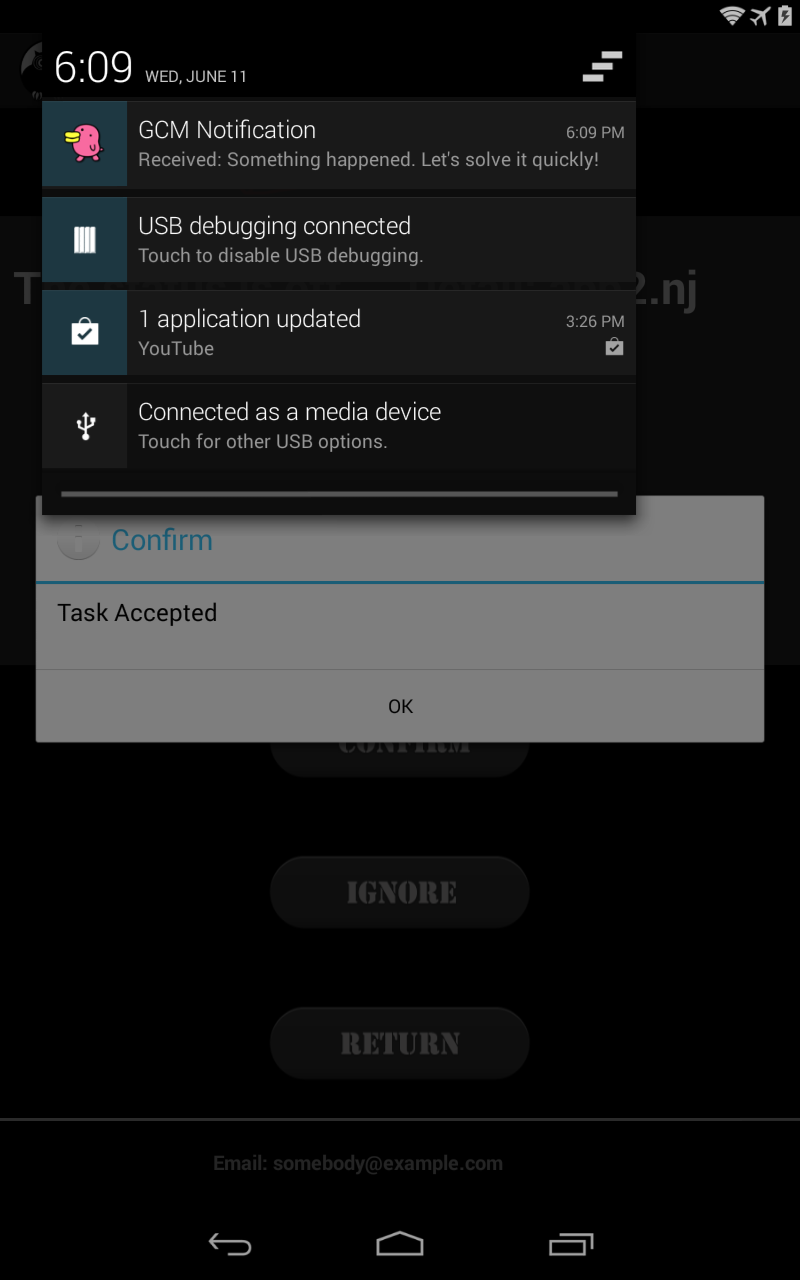 6:09 WED, JUNE 11
GCM Notification 6:09 PM
Received: Something happened. Let's solve it quickly!
USB debugging connected
Touch to disable USB debugging.
2.nj
1 application updated 3:26 PM
YouTube
Connected as a media device
Touch for other USB options.
Confirm
Task Accepted
OK
CONFIRM
IGNORE
RETURN
Email: somebody@example.com